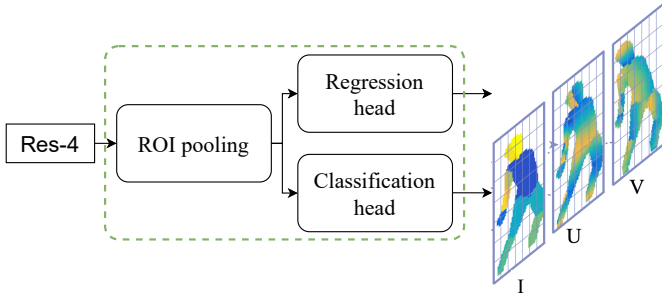 Res-4
ROI pooling
Regression
head
Classification
head
I
U
V